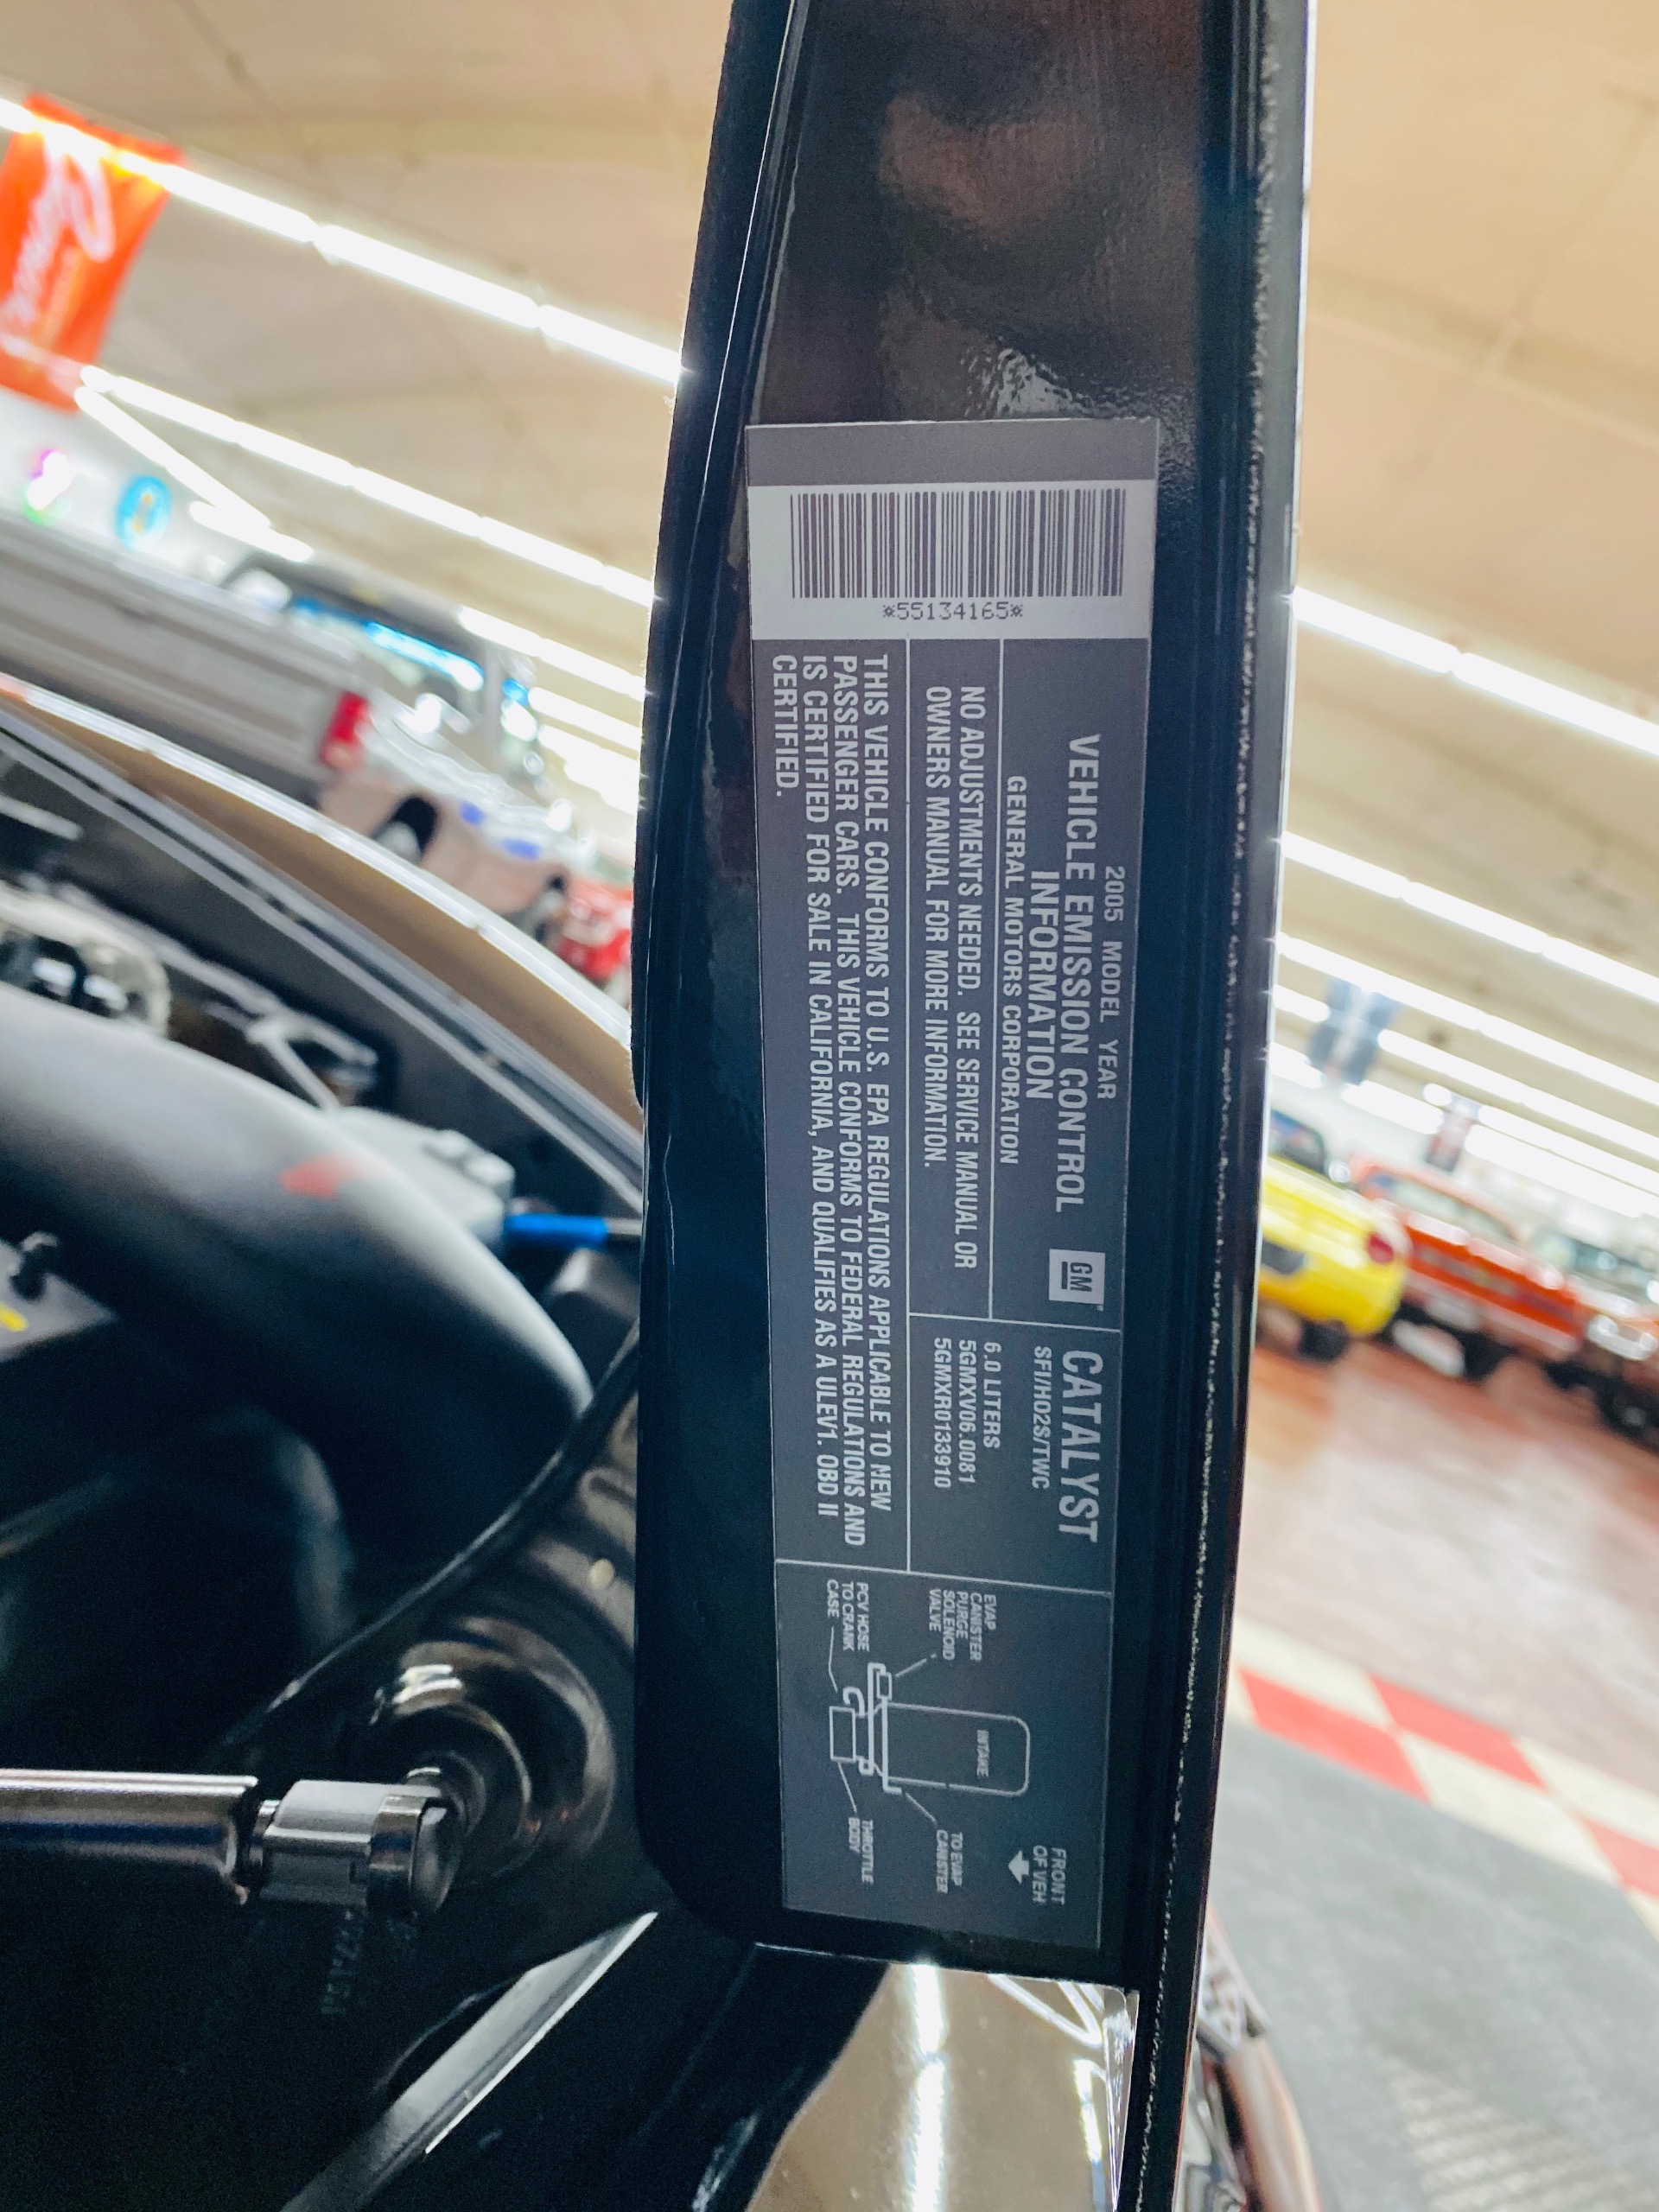 *55134165*
2005 MODEL YEAR
VEHICLE EMISSION CONTROL
INFORMATION
GM
GENERAL MOTORS CORPORATION
NO ADJUSTMENTS NEEDED. SEE SERVICE MANUAL OR
OWNERS MANUAL FOR MORE INFORMATION.
CATALYST
SFI/HO2S/TWC
6.0 LITERS
5GMXV06.0081
5GMXR0133910
THIS VEHICLE CONFORMS TO U.S. EPA REGULATIONS APPLICABLE TO NEW
PASSENGER CARS. THIS VEHICLE CONFORMS TO FEDERAL REGULATIONS AND
IS CERTIFIED FOR SALE IN CALIFORNIA, AND QUALIFIES AS A ULEV1. OBD II
CERTIFIED.
FRONT
OF VEH
INTAKE
EVAP
CANISTER
PURGE
SOLENOID
VALVE
TO EVAP
CANISTER
PCV HOSE
TO CRANK
CASE
THROTTLE
BODY